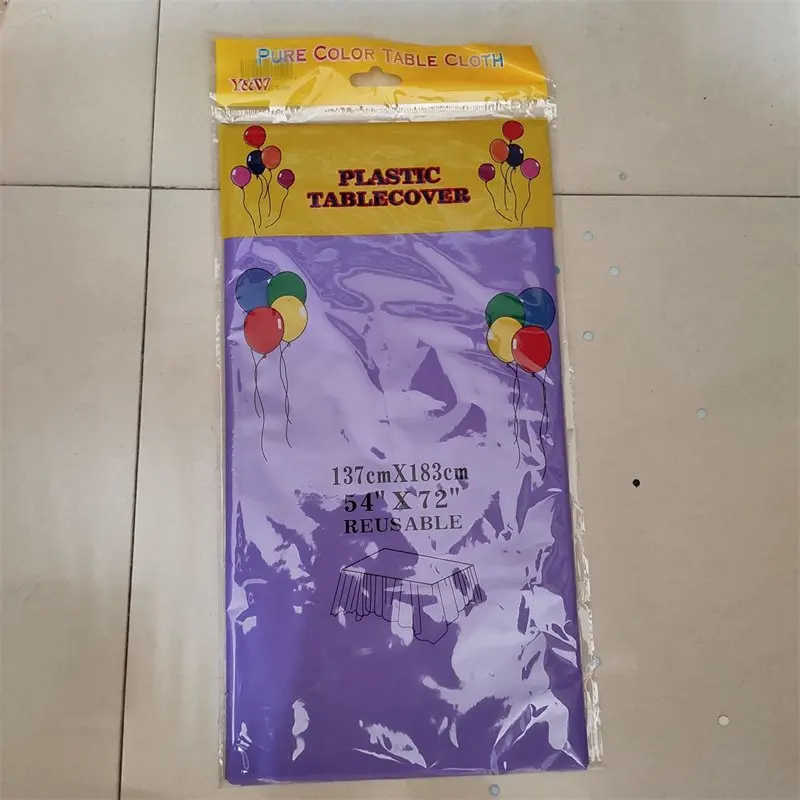 PURE COLOR TABLE CLOTH
Y&W
PLASTIC
TABLECOVER
137cmX183cm
54" X 72"
REUSABLE